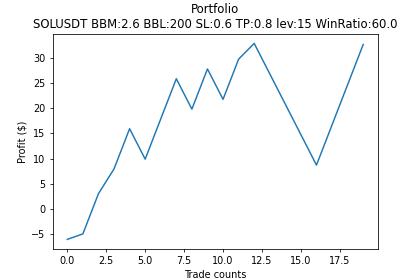 Portfolio
SOLUSDT BBM:2.6 BBL:200 SL:0.6 TP:0.8 lev:15 WinRatio:60.0
Profit ($)
30
25
20
15
10
5
0
−5
0.0 2.5 5.0 7.5 10.0 12.5 15.0 17.5
Trade counts